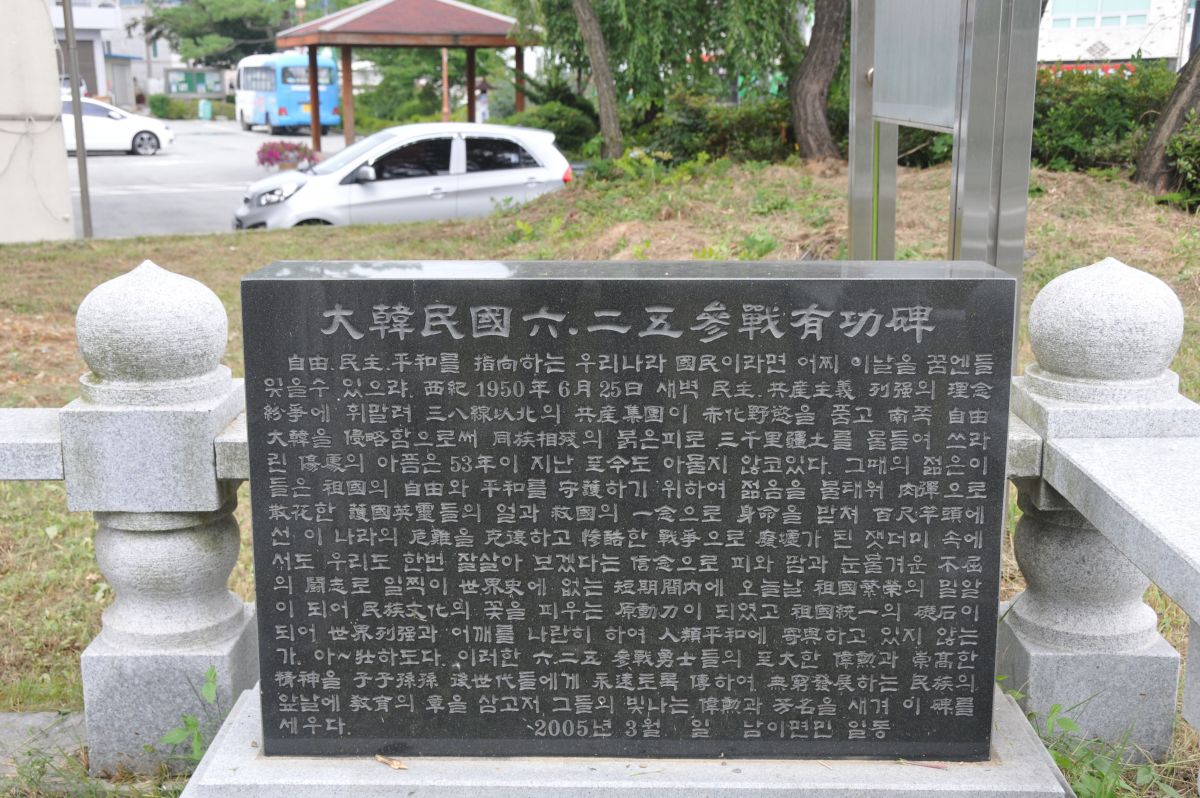 大韓民國六.二五參戰有功碑
自由.民主.平和를 指向하는 우리나라 國民이라면 어찌 이날을 꿈엔들
잊을수 있으랴. 西紀 1950年 6月 25日 새벽 民主.共産主義 列强의 理念
紛爭에 휘말려 三八線以北의 共産集團이 赤化野慾을 품고 南쪽 自由
大韓을 侵略함으로써 同族相殘의 붉은피로 三千里疆土를 물들여 쓰라
린 傷處의 아픔은 53年이 지난 至今도 아물지 않고있다. 그때의 젊은이
들은 祖國의 自由와 平和를 守護하기 위하여 젊음을 불태워 肉彈으로
散花한 護國英靈들의 얼과 救國의 一念으로 身命을 받쳐 百尺竿頭에
선 이 나라의 危難을 克復하고 慘酷한 戰爭으로 廢墟가 된 잿더미 속에
서도 우리도 한번 잘살아 보겠다는 信念으로 피와 땀과 눈물겨운 不屈
의 鬪志로 일찍이 世界史에 없는 短期間內에 오늘날 祖國繁榮의 밀알
이 되어 民族文化의 꽃을 피우는 原動力이 되었고 祖國統一의 礎石이
되어 世界列强과 어깨를 나란히 하여 人類平和에 寄與하고 있지 않는
가. 아~壯하도다. 이러한 六.二五 參戰勇士들의 至大한 偉勲과 崇高한
精神을 子子孫孫 後世代들에게 永遠토록 傳하여 無窮發展하는 民族의
앞날에 敎育의 章을 삼고저 그들의 빛나는 偉勲과 芳名을 새겨 이 碑를
세우다. 2005년 3월. 일 남이면민 일동